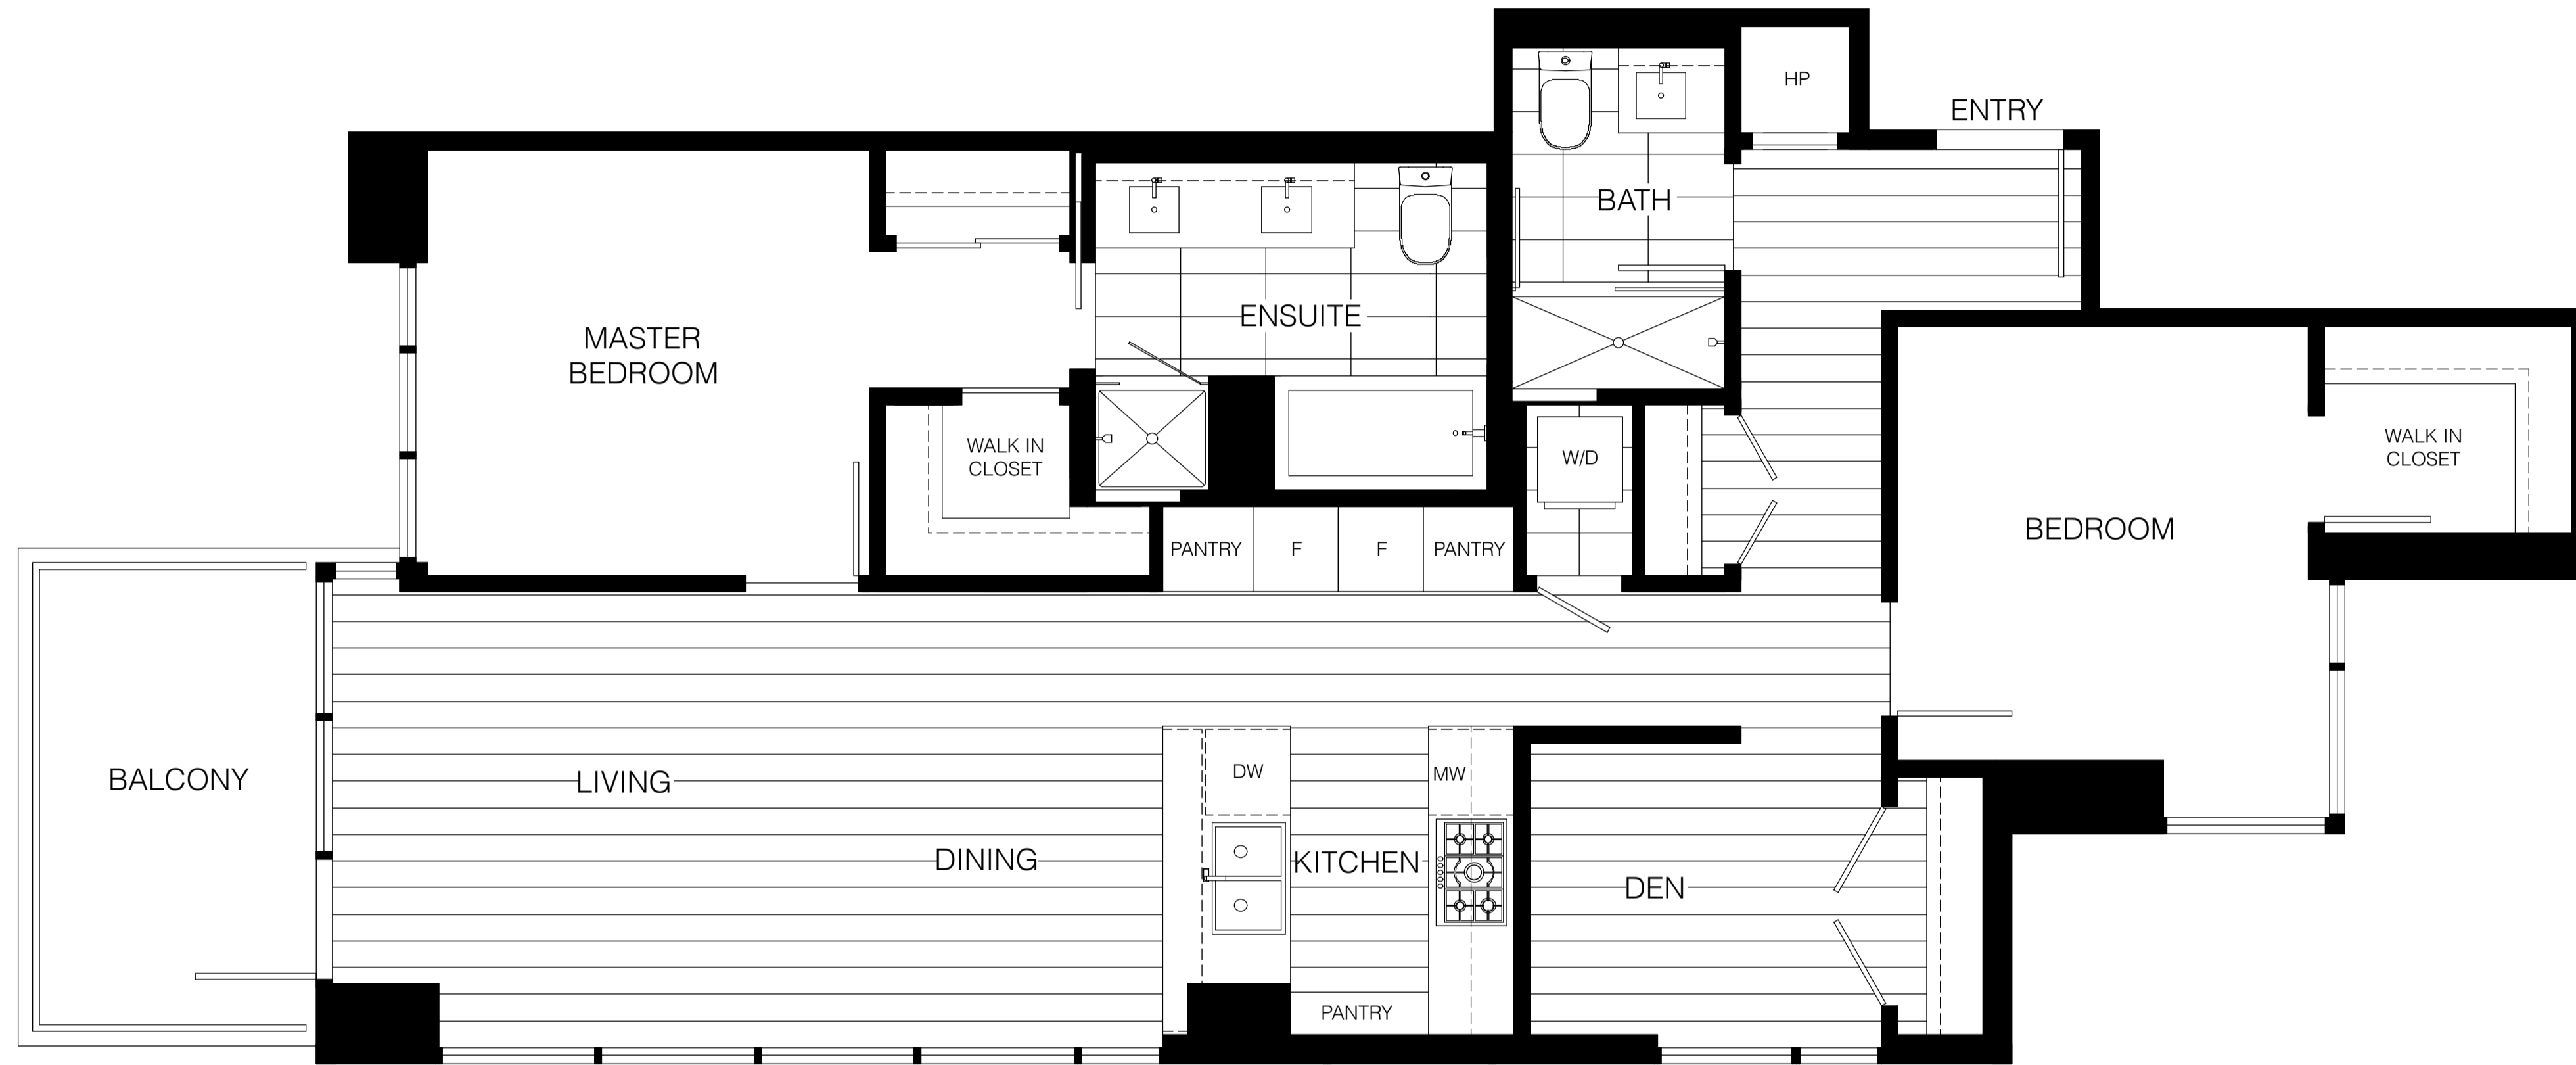 HP
ENTRY
BATH
ENSUITE
MASTER
BEDROOM
WALK IN
CLOSET
W/D
WALK IN
CLOSET
BEDROOM
PANTRY
F
F
PANTRY
BALCONY
LIVING
DW
MW
DINING
KITCHEN
DEN
PANTRY